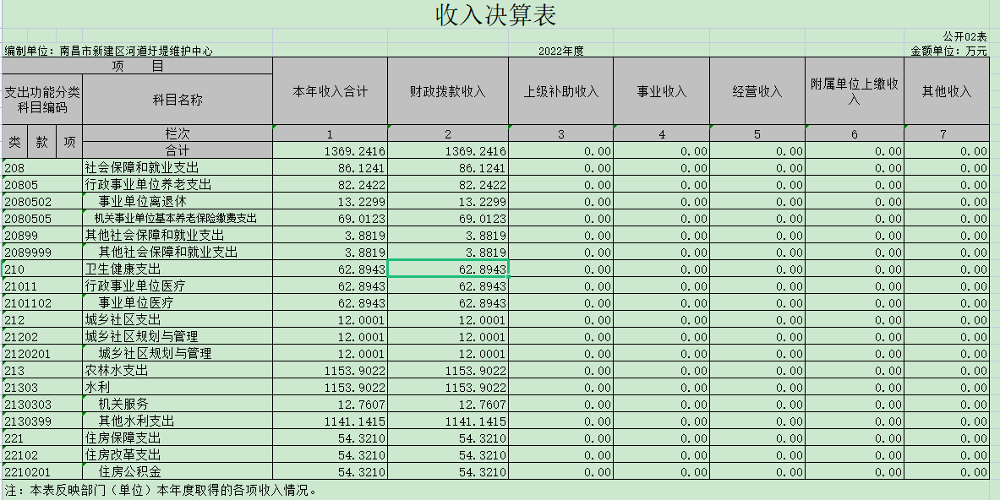 收入决算表
公开02表
编制单位：南昌市新建区河道圩堤维护中心 2022年度 金额单位：万元
项 目 本年收入合计 财政拨款收入 上级补助收入 事业收入 经营收入 附属单位上缴收入 其他收入
支出功能分类科目编码 科目名称
类 款 项 栏次 1 2 3 4 5 6 7
合计 1369.2416 1369.2416 0.00 0.00 0.00 0.00 0.00
208 社会保障和就业支出 86.1241 86.1241 0.00 0.00 0.00 0.00 0.00
20805 行政事业单位养老支出 82.2422 82.2422 0.00 0.00 0.00 0.00 0.00
2080502 事业单位离退休 13.2299 13.2299 0.00 0.00 0.00 0.00 0.00
2080505 机关事业单位基本养老保险缴费支出 69.0123 69.0123 0.00 0.00 0.00 0.00 0.00
20899 其他社会保障和就业支出 3.8819 3.8819 0.00 0.00 0.00 0.00 0.00
2089999 其他社会保障和就业支出 3.8819 3.8819 0.00 0.00 0.00 0.00 0.00
210 卫生健康支出 62.8943 62.8943 0.00 0.00 0.00 0.00 0.00
21011 行政事业单位医疗 62.8943 62.8943 0.00 0.00 0.00 0.00 0.00
2101102 事业单位医疗 62.8943 62.8943 0.00 0.00 0.00 0.00 0.00
212 城乡社区支出 12.0001 12.0001 0.00 0.00 0.00 0.00 0.00
21202 城乡社区规划与管理 12.0001 12.0001 0.00 0.00 0.00 0.00 0.00
2120201 城乡社区规划与管理 12.0001 12.0001 0.00 0.00 0.00 0.00 0.00
213 农林水支出 1153.9022 1153.9022 0.00 0.00 0.00 0.00 0.00
21303 水利 1153.9022 1153.9022 0.00 0.00 0.00 0.00 0.00
2130303 机关服务 12.7607 12.7607 0.00 0.00 0.00 0.00 0.00
2130399 其他水利支出 1141.1415 1141.1415 0.00 0.00 0.00 0.00 0.00
221 住房保障支出 54.3210 54.3210 0.00 0.00 0.00 0.00 0.00
22102 住房改革支出 54.3210 54.3210 0.00 0.00 0.00 0.00 0.00
2210201 住房公积金 54.3210 54.3210 0.00 0.00 0.00 0.00 0.00
注：本表反映部门（单位）本年度取得的各项收入情况。